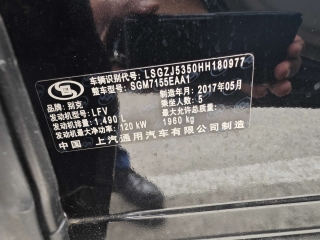 车辆识别代号: LSGZJ5350HH180977
整车型号: SGM7155EAA1
品牌: 别克 制造年月: 2017年05月
发动机型号: LFV 乘坐人数: 5
发动机排量: 1.490 L 最大允许总质量:
发动机最大净功率: 120 kW 1960 kg
中国 上汽通用汽车有限公司制造